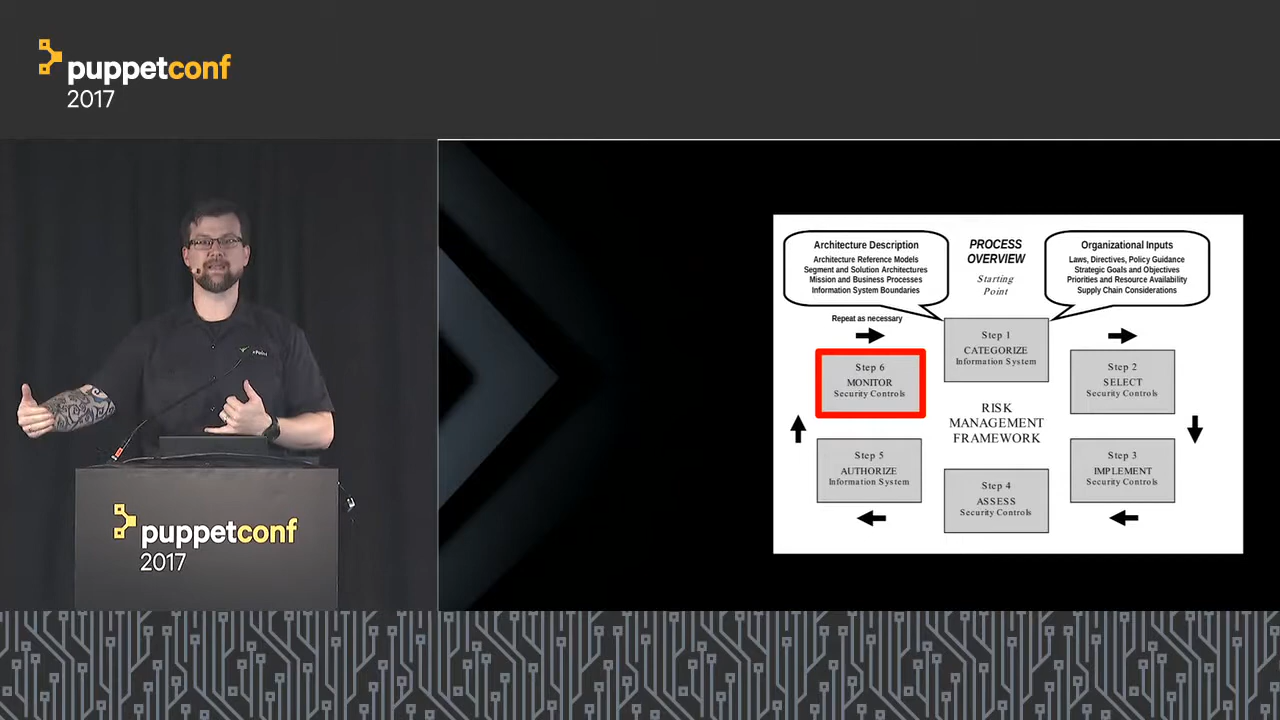 puppetconf
2017
Architecture Description
Architecture Reference Models
Segment and Solution Architectures
Mission and Business Processes
Information System Boundaries
PROCESS
OVERVIEW
Starting
Point
Organizational Inputs
Laws, Directives, Policy Guidance
Strategic Goals and Objectives
Priorities and Resource Availability
Supply Chain Considerations
Repeat as necessary
Step 1
CATEGORIZE
Information System
Step 6
MONITOR
Security Controls
Step 2
SELECT
Security Controls
RISK
MANAGEMENT
FRAMEWORK
Step 5
AUTHORIZE
Information System
Step 3
IMPLEMENT
Security Controls
Step 4
ASSESS
Security Controls
puppetconf
2017